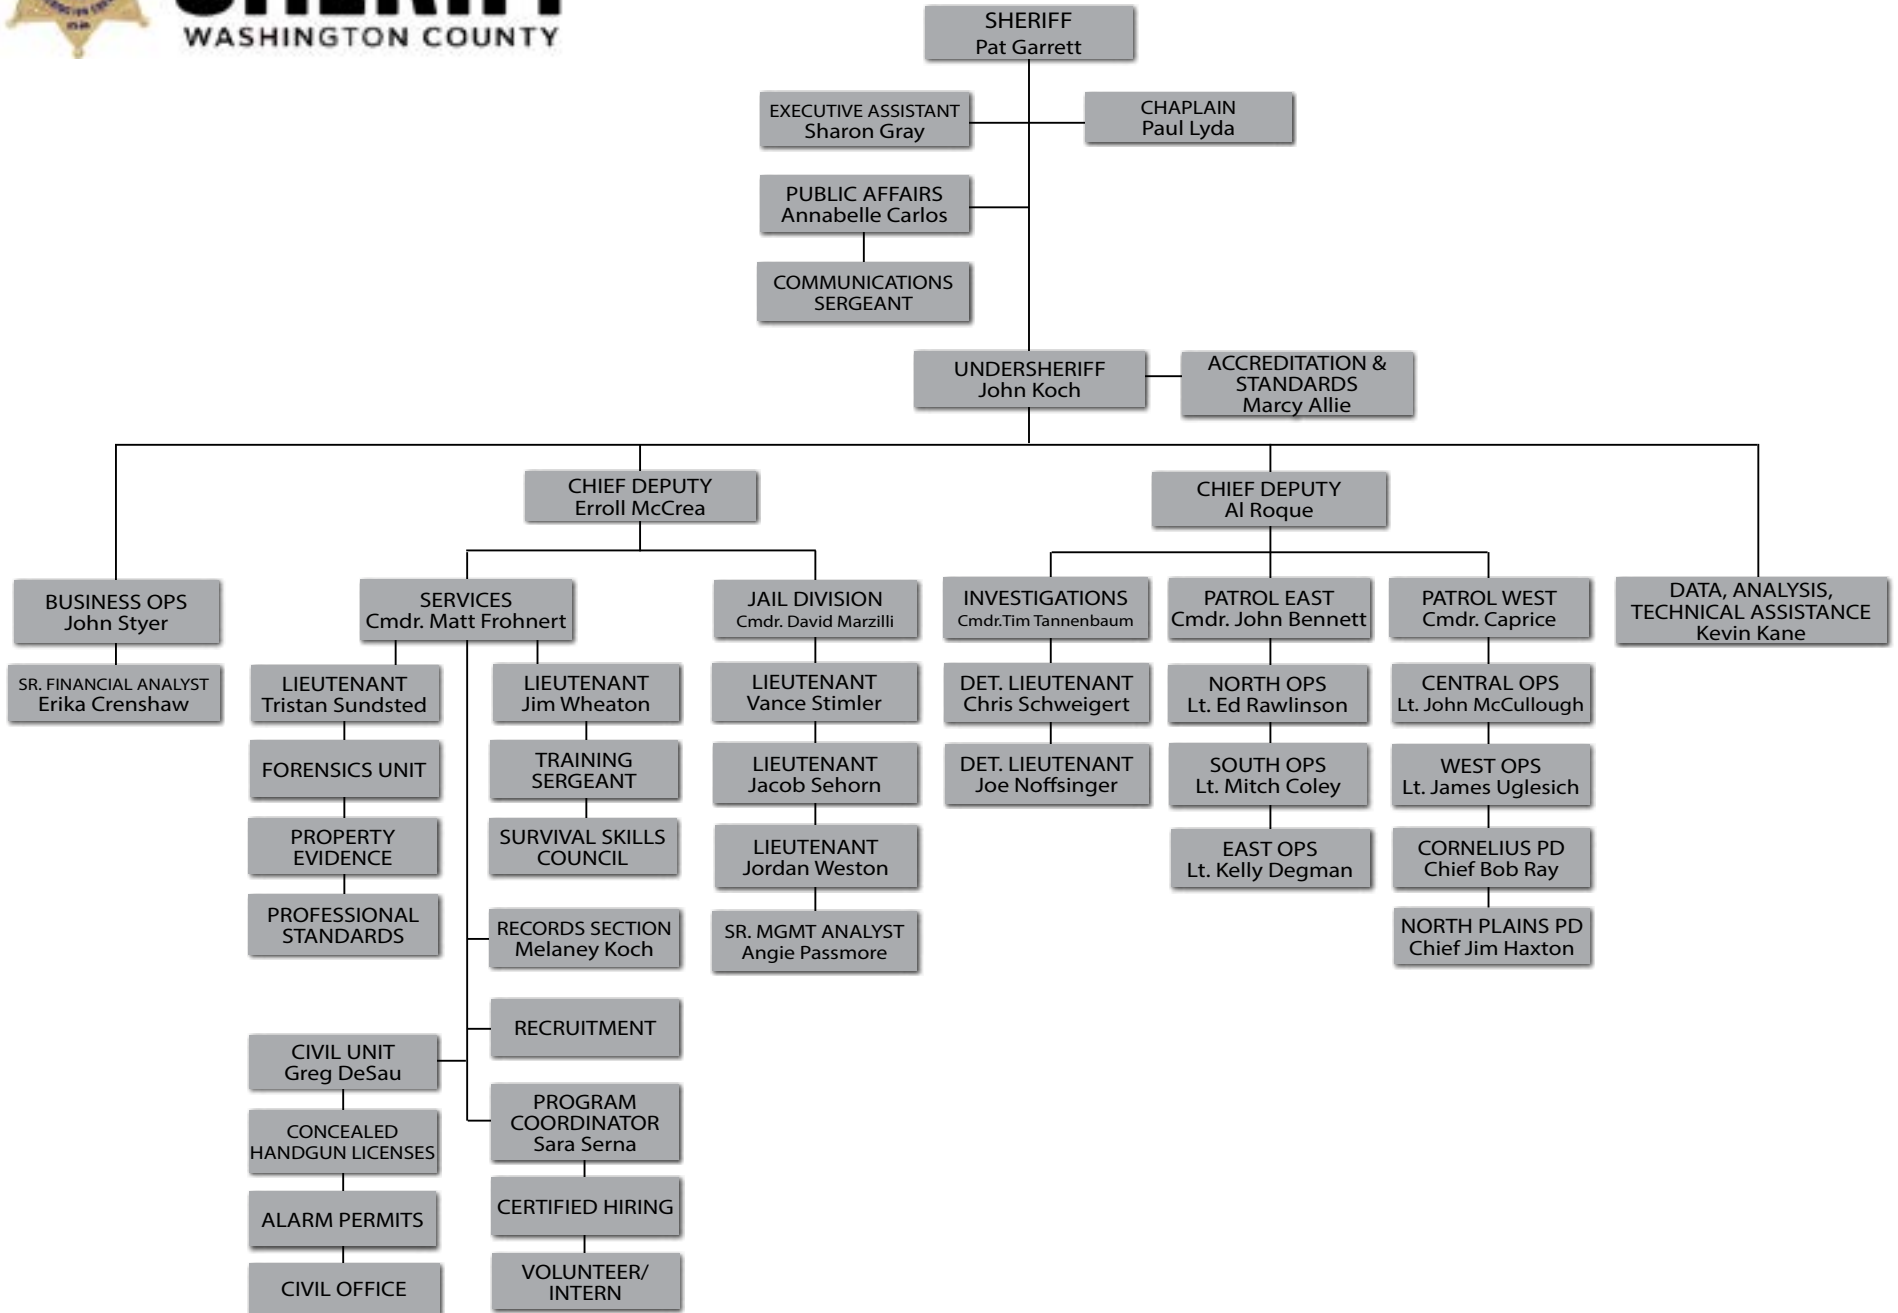 SHERIFF
WASHINGTON COUNTY
SHERIFF
Pat Garrett
EXECUTIVE ASSISTANT
Sharon Gray
CHAPLAIN
Paul Lyda
PUBLIC AFFAIRS
Annabelle Carlos
COMMUNICATIONS
SERGEANT
UNDERSHERIFF
John Koch
ACCREDITATION &
STANDARDS
Marcy Allie
CHIEF DEPUTY
Erroll McCrea
CHIEF DEPUTY
Al Roque
BUSINESS OPS
John Styer
SR. FINANCIAL ANALYST
Erika Crenshaw
SERVICES
Cmdr. Matt Frohnert
LIEUTENANT
Tristan Sundsted
FORENSICS UNIT
PROPERTY
EVIDENCE
PROFESSIONAL
STANDARDS
LIEUTENANT
Jim Wheaton
TRAINING
SERGEANT
SURVIVAL SKILLS
COUNCIL
RECORDS SECTION
Melaney Koch
RECRUITMENT
CIVIL UNIT
Greg DeSau
CONCEALED
HANDGUN LICENSES
ALARM PERMITS
CIVIL OFFICE
PROGRAM
COORDINATOR
Sara Serna
CERTIFIED HIRING
VOLUNTEER/
INTERN
JAIL DIVISION
Cmdr. David Marzilli
LIEUTENANT
Vance Stimler
LIEUTENANT
Jacob Sehorn
LIEUTENANT
Jordan Weston
SR. MGMT ANALYST
Angie Passmore
INVESTIGATIONS
Cmdr.Tim Tannenbaum
DET. LIEUTENANT
Chris Schweigert
DET. LIEUTENANT
Joe Noffsinger
PATROL EAST
Cmdr. John Bennett
NORTH OPS
Lt. Ed Rawlinson
SOUTH OPS
Lt. Mitch Coley
EAST OPS
Lt. Kelly Degman
PATROL WEST
Cmdr. Caprice
CENTRAL OPS
Lt. John McCullough
WEST OPS
Lt. James Uglesich
CORNELIUS PD
Chief Bob Ray
NORTH PLAINS PD
Chief Jim Haxton
DATA, ANALYSIS,
TECHNICAL ASSISTANCE
Kevin Kane